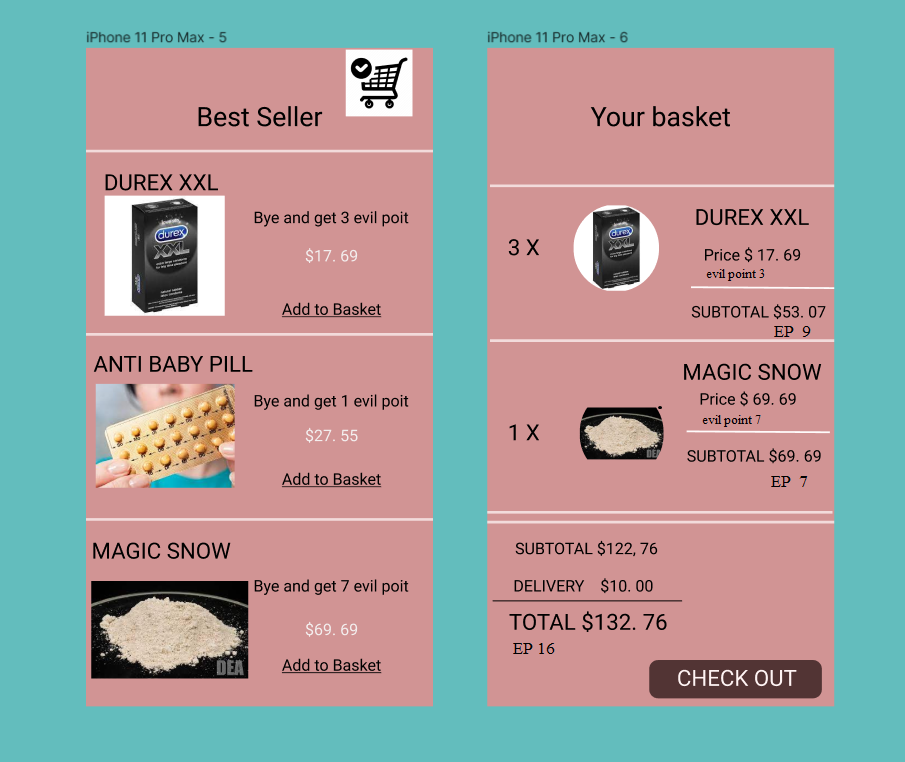 iPhone 11 Pro Max - 5
Best Seller
DUREX XXL
durex
XXL
Bye and get 3 evil poit
$17. 69
Add to Basket
ANTI BABY PILL
Bye and get 1 evil poit
$27. 55
Add to Basket
MAGIC SNOW
Bye and get 7 evil poit
$69. 69
DEA
Add to Basket
iPhone 11 Pro Max - 6
Your basket
3 X
durex
XXL
DUREX XXL
Price $ 17. 69
evil point 3
SUBTOTAL $53. 07
EP 9
1 X
DEA
MAGIC SNOW
Price $ 69. 69
evil point 7
SUBTOTAL $69. 69
EP 7
SUBTOTAL $122, 76
DELIVERY $10. 00
TOTAL $132. 76
EP 16
CHECK OUT